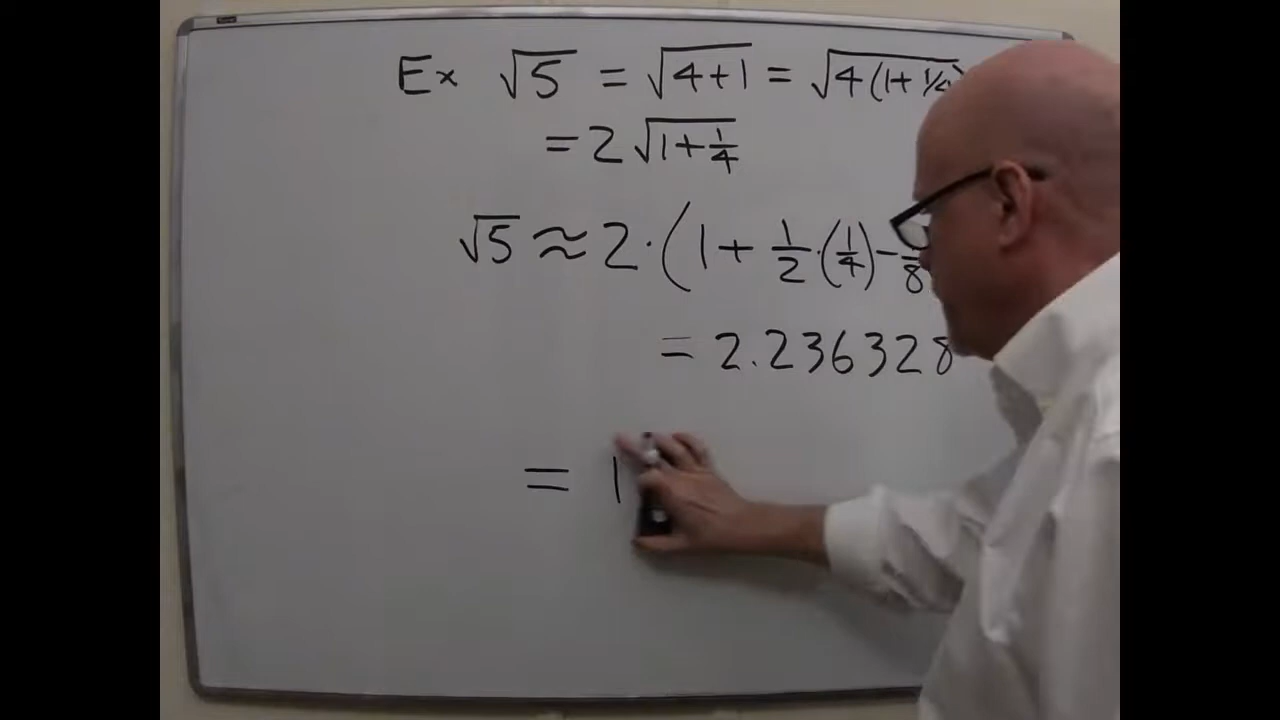 Ex √5 = √4+1 = √4(1+1/4)
= 2√1+1/4
√5 ≈ 2·(1 + 1/2·(1/4) − 1/8
= 2.236328
= 1